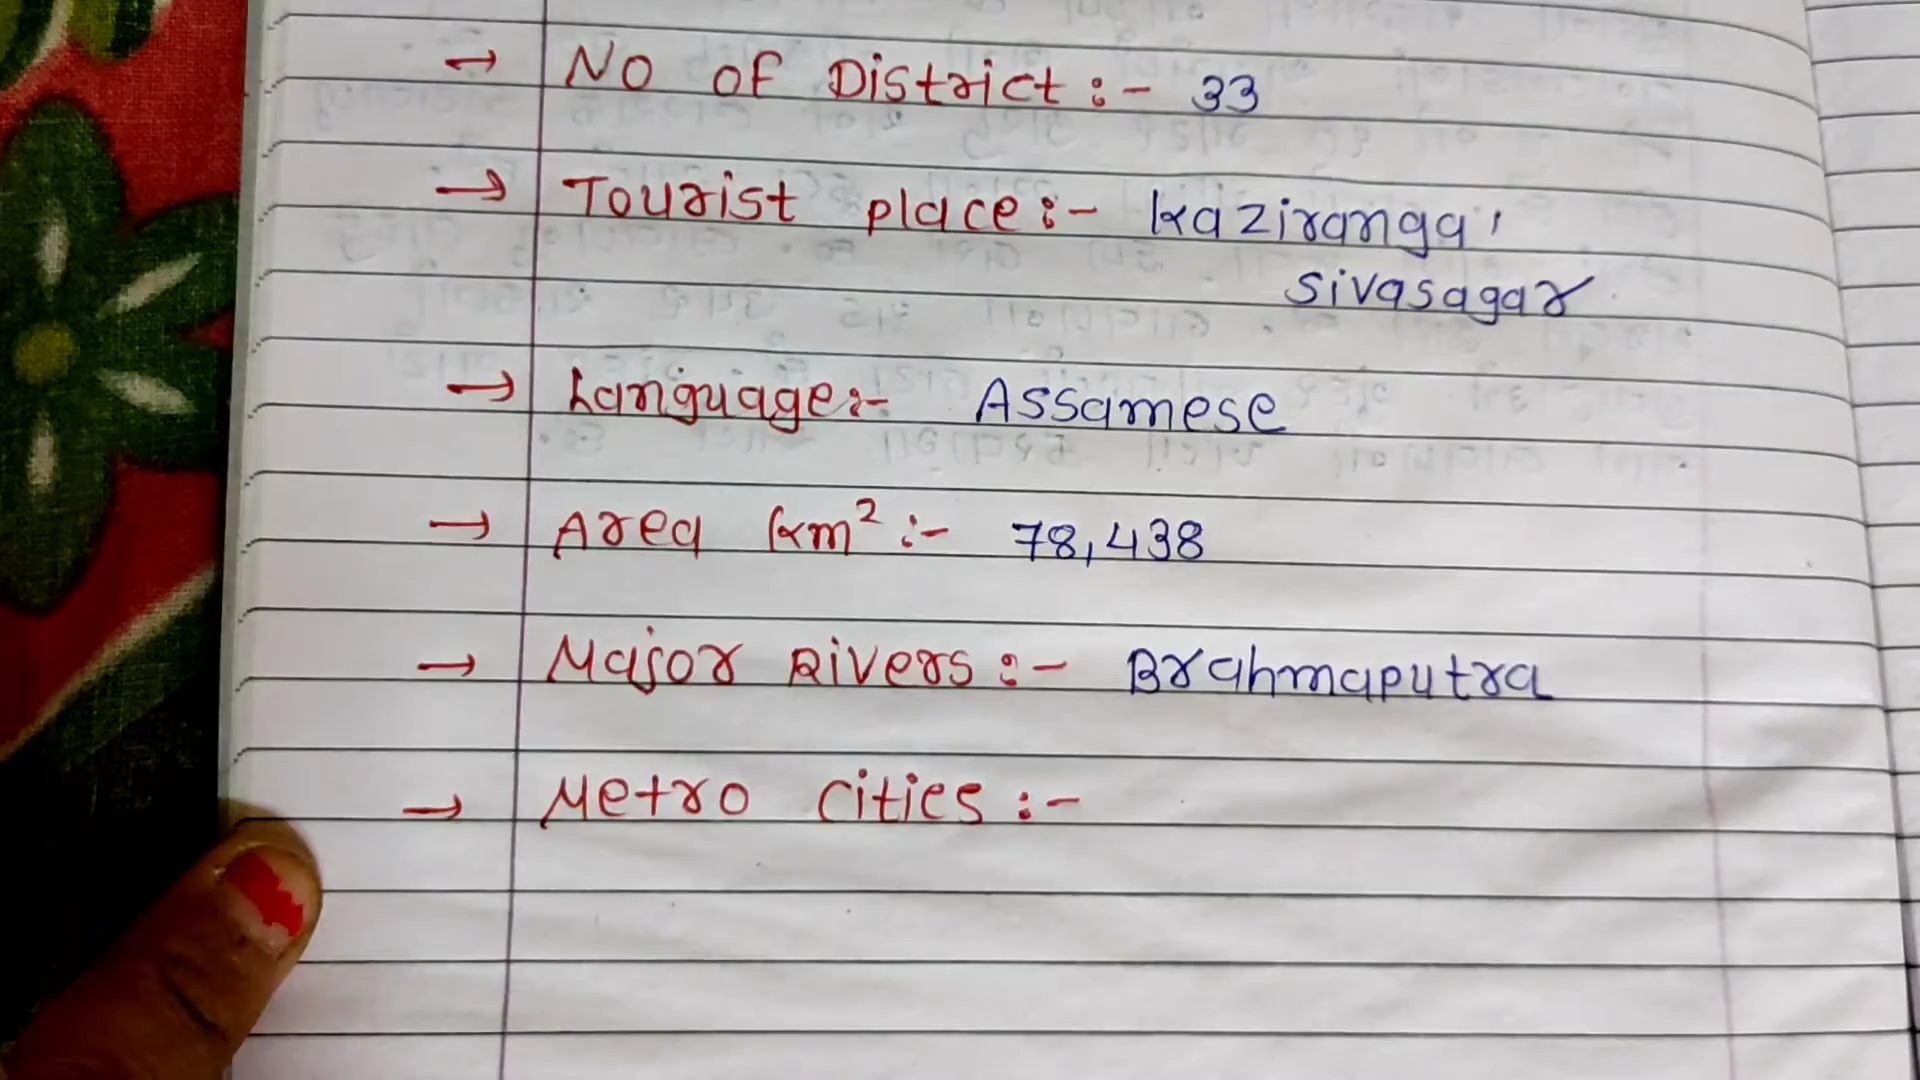 → No of District :- 33
→ Tourist place :- Kaziranga,
Sivasagar
→ Language :- Assamese
→ Area km² :- 78,438
→ Major Rivers :- Brahmaputra
→ Metro cities :-